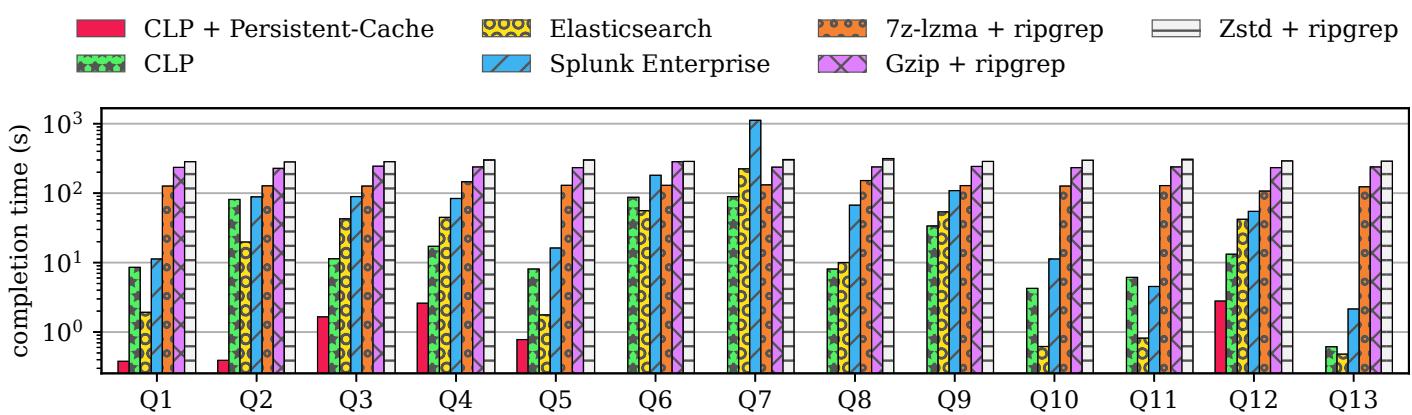 CLP + Persistent-Cache Elasticsearch 7z-lzma + ripgrep Zstd + ripgrep
CLP Splunk Enterprise Gzip + ripgrep
completion time (s)
10³
10²
10¹
10⁰
Q1 Q2 Q3 Q4 Q5 Q6 Q7 Q8 Q9 Q10 Q11 Q12 Q13